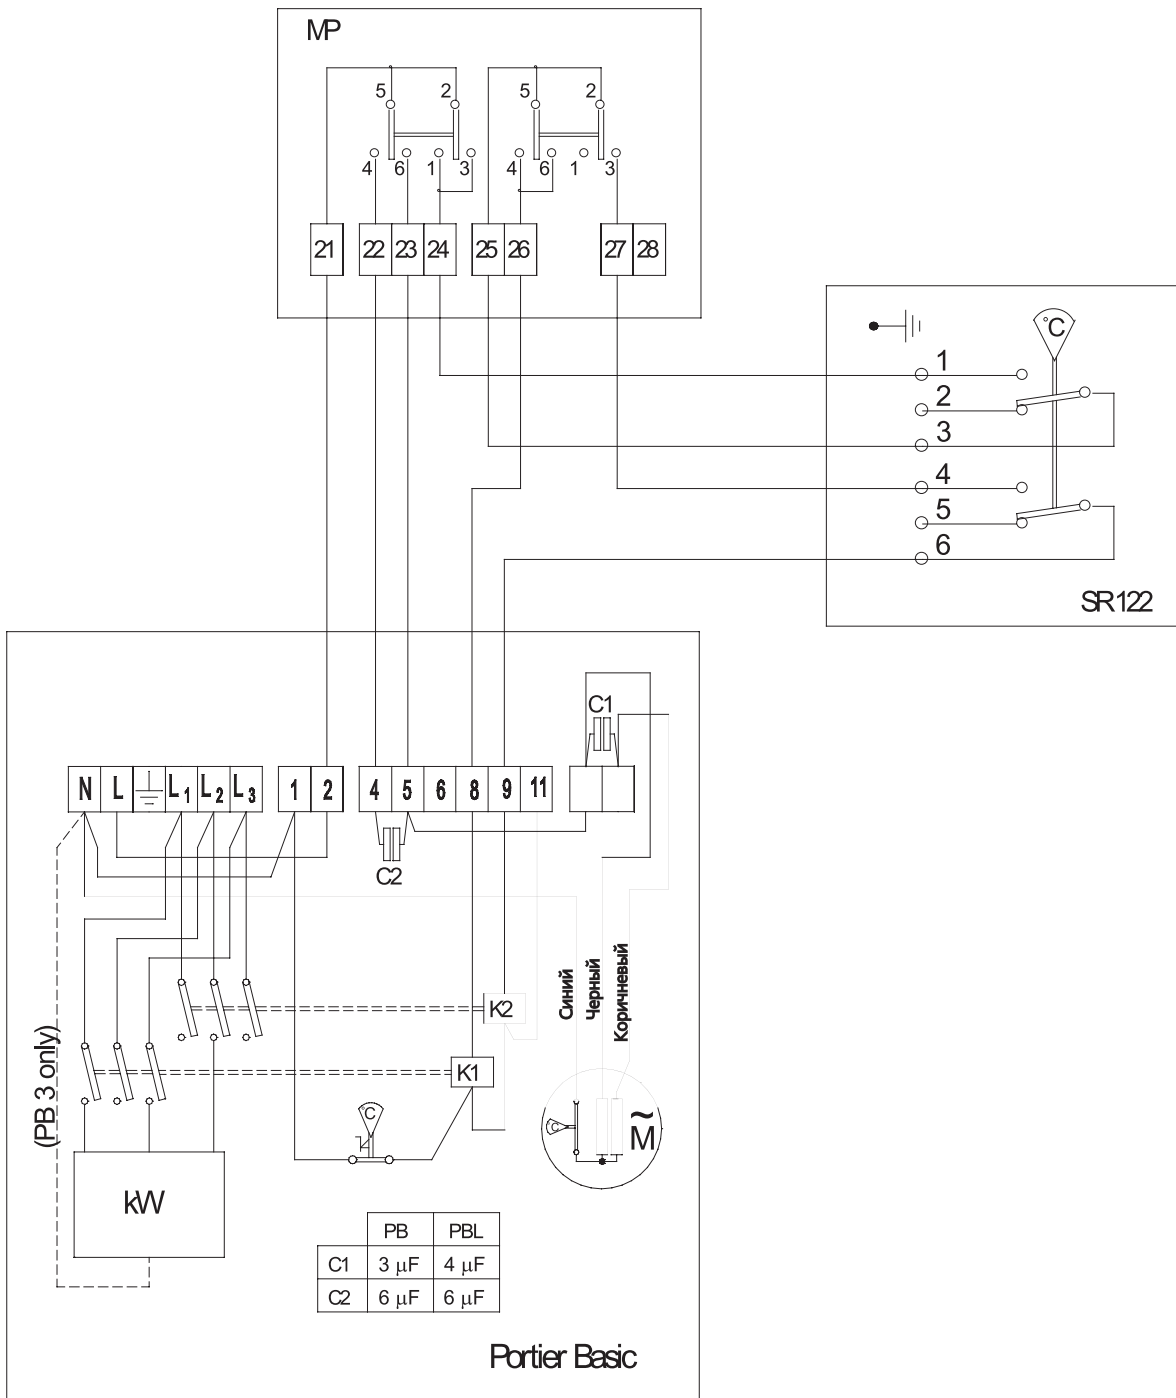 MP
5 2 5 2
4 6 1 3 4 6 1 3
21 22 23 24 25 26 27 28
°C
1
2
3
4
5
6
SR122
C1
N L L1 L2 L3 1 2 4 5 6 8 9 11
C2
Синий
Черный
Коричневый
(PB 3 only)
K2
K1
°C
°C
~
M
kW
PB PBL
C1 3 µF 4 µF
C2 6 µF 6 µF
Portier Basic